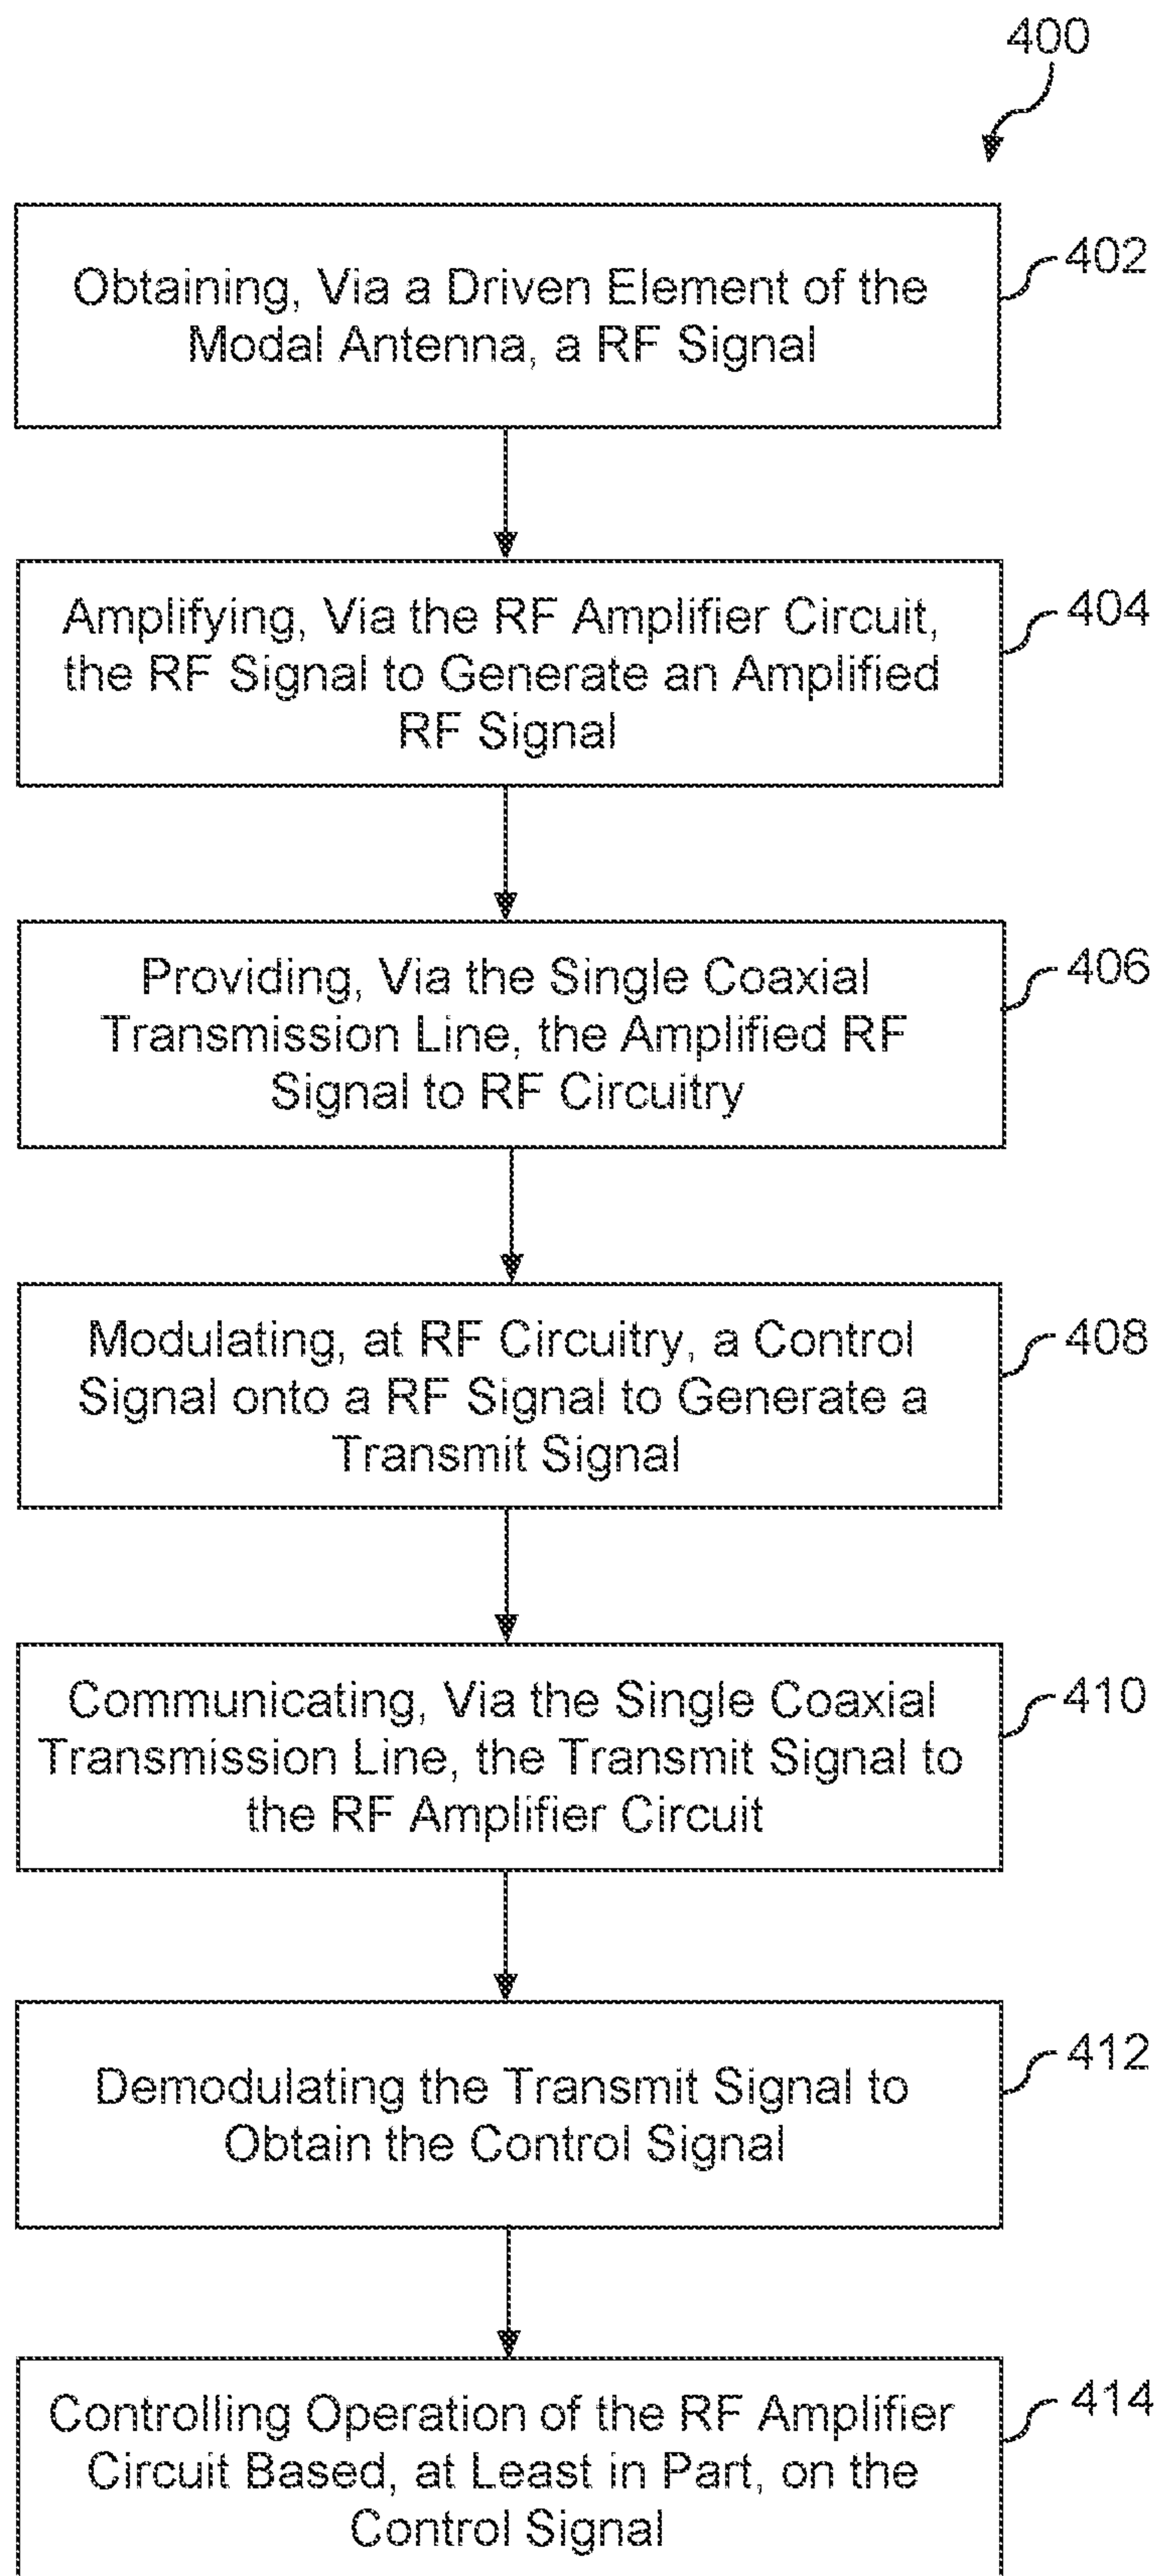 400
Obtaining, Via a Driven Element of the
Modal Antenna, a RF Signal
402
Amplifying, Via the RF Amplifier Circuit,
the RF Signal to Generate an Amplified
RF Signal
404
Providing, Via the Single Coaxial
Transmission Line, the Amplified RF
Signal to RF Circuitry
406
Modulating, at RF Circuitry, a Control
Signal onto a RF Signal to Generate a
Transmit Signal
408
Communicating, Via the Single Coaxial
Transmission Line, the Transmit Signal to
the RF Amplifier Circuit
410
Demodulating the Transmit Signal to
Obtain the Control Signal
412
Controlling Operation of the RF Amplifier
Circuit Based, at Least in Part, on the
Control Signal
414